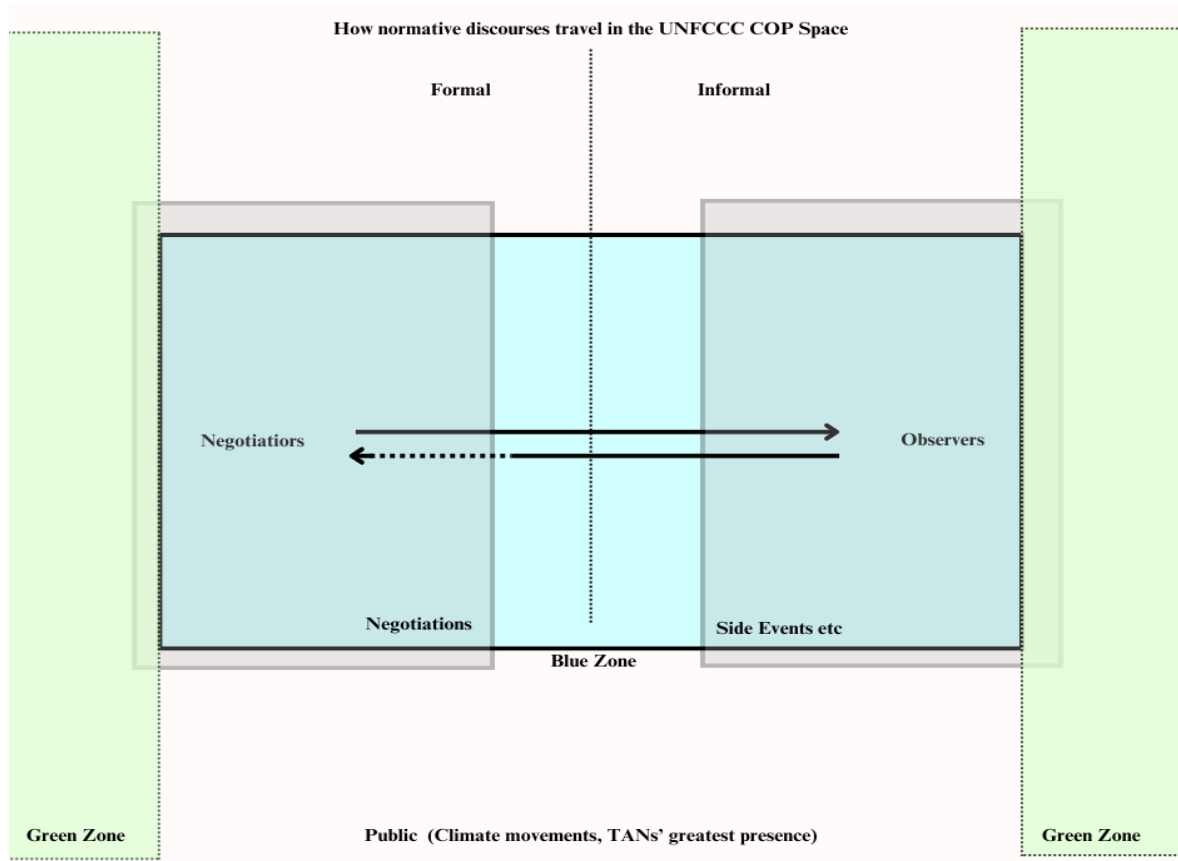 How normative discourses travel in the UNFCCC COP Space
Formal
Informal
Negotiatiors
Observers
Negotiations
Side Events etc
Blue Zone
Green Zone
Public (Climate movements, TANs' greatest presence)
Green Zone